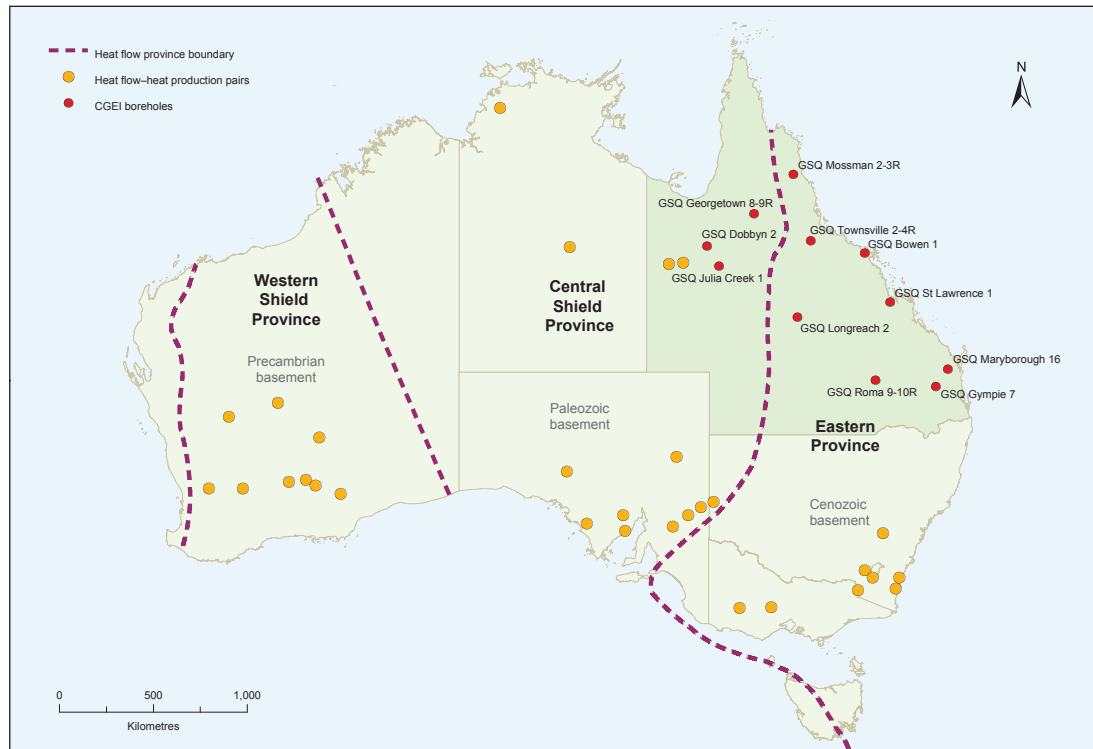 Heat flow province boundary
Heat flow–heat production pairs
CGEI boreholes
N
GSQ Mossman 2-3R
GSQ Georgetown 8-9R
GSQ Dobbyn 2
GSQ Townsville 2-4R
GSQ Bowen 1
GSQ Julia Creek 1
Western
Shield
Province
Central
Shield
Province
GSQ St Lawrence 1
GSQ Longreach 2
Precambrian
basement
GSQ Maryborough 16
GSQ Roma 9-10R
GSQ Gympie 7
Paleozoic
basement
Eastern
Province
Cenozoic
basement
0
500
1,000
Kilometres